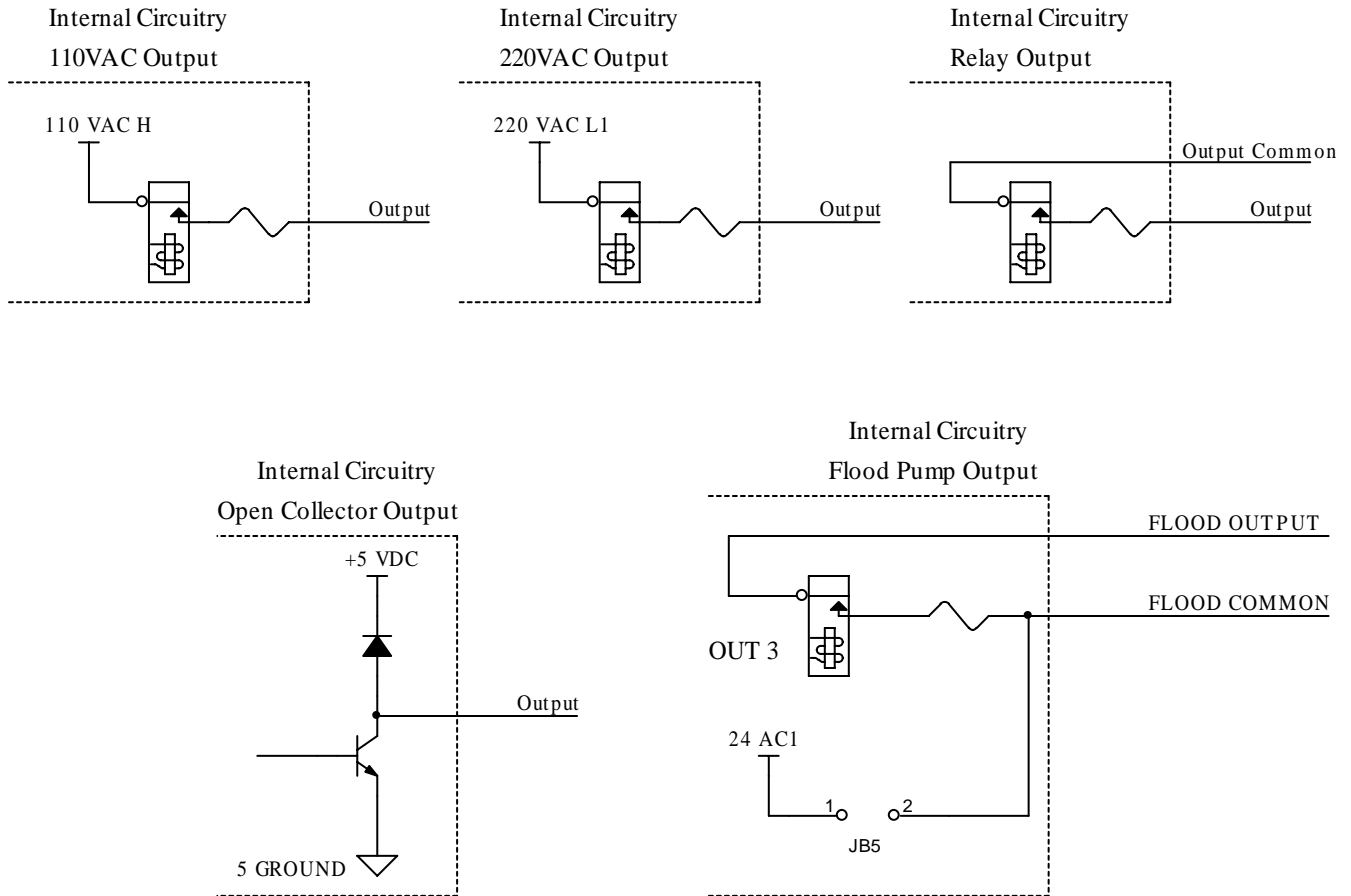 Internal Circuitry
110VAC Output
110 VAC H
Output
Internal Circuitry
220VAC Output
220 VAC L1
Output
Internal Circuitry
Relay Output
Output Common
Output
Internal Circuitry
Open Collector Output
+5 VDC
Output
5 GROUND
Internal Circuitry
Flood Pump Output
FLOOD OUTPUT
FLOOD COMMON
OUT 3
24 AC1
1
2
JB5